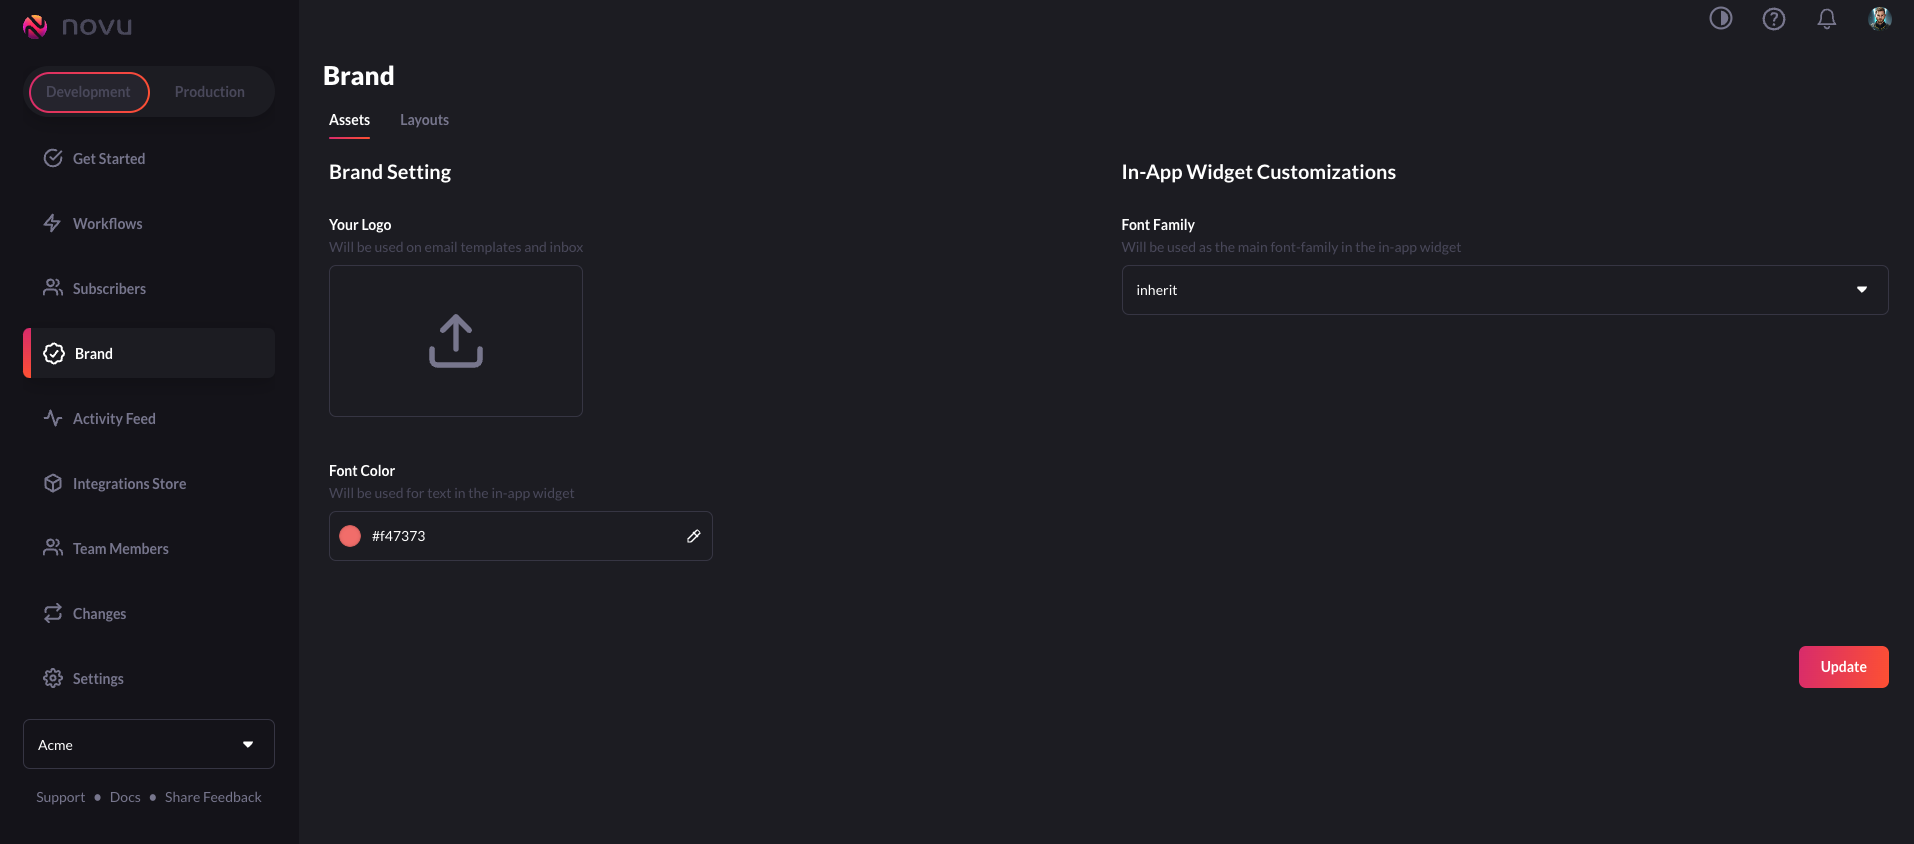 novu
Development Production
Get Started
Workflows
Subscribers
Brand
Activity Feed
Integrations Store
Team Members
Changes
Settings
Acme
Support • Docs • Share Feedback
Brand
Assets Layouts
Brand Setting
Your Logo
Will be used on email templates and inbox
Font Color
Will be used for text in the in-app widget
#f47373
In-App Widget Customizations
Font Family
Will be used as the main font-family in the in-app widget
inherit
Update